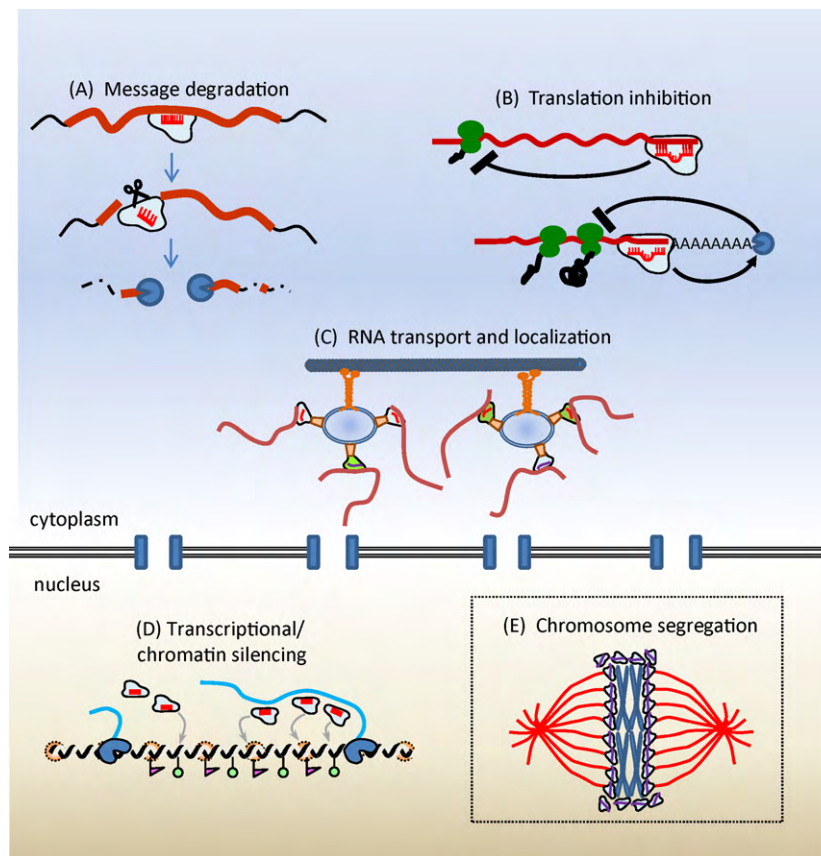 (A) Message degradation
(B) Translation inhibition
AAAAAAAA
(C) RNA transport and localization
cytoplasm
nucleus
(D) Transcriptional/
chromatin silencing
(E) Chromosome segregation